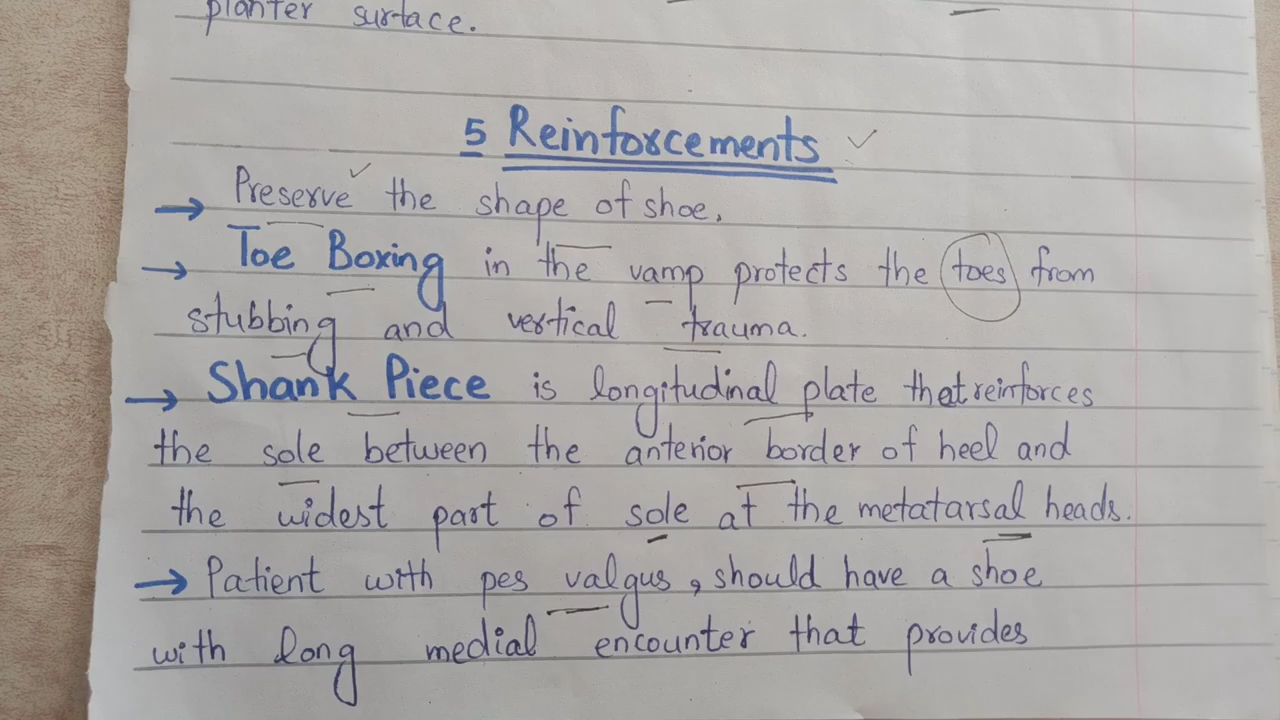 planter surface.
5 Reinforcements
→ Preserve the shape of shoe.
→ Toe Boxing in the vamp protects the toes from
stubbing and vertical trauma.
→ Shank Piece is longitudinal plate that reinforces
the sole between the anterior border of heel and
the widest part of sole at the metatarsal heads.
→ Patient with pes valgus, should have a shoe
with long medial encounter that provides